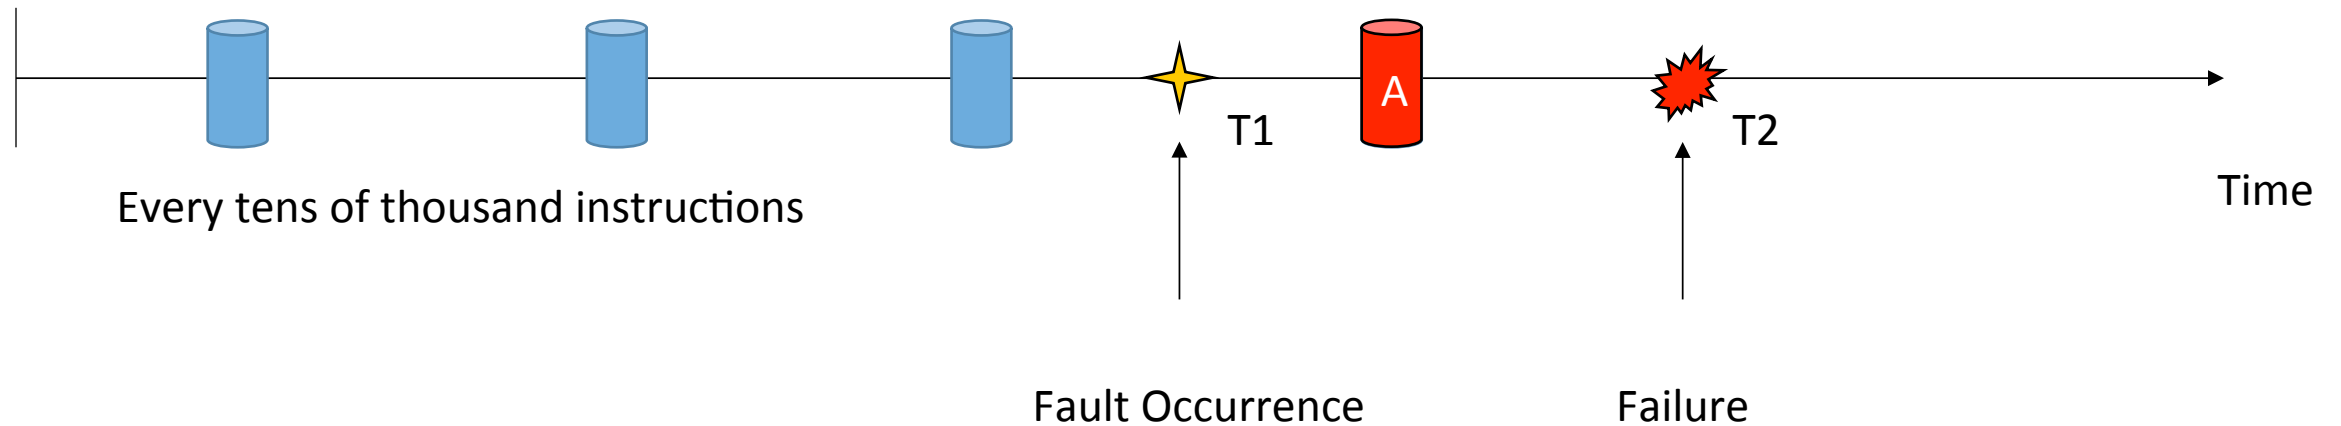 A
T1
T2
Every tens of thousand instructions
Time
Fault Occurrence
Failure